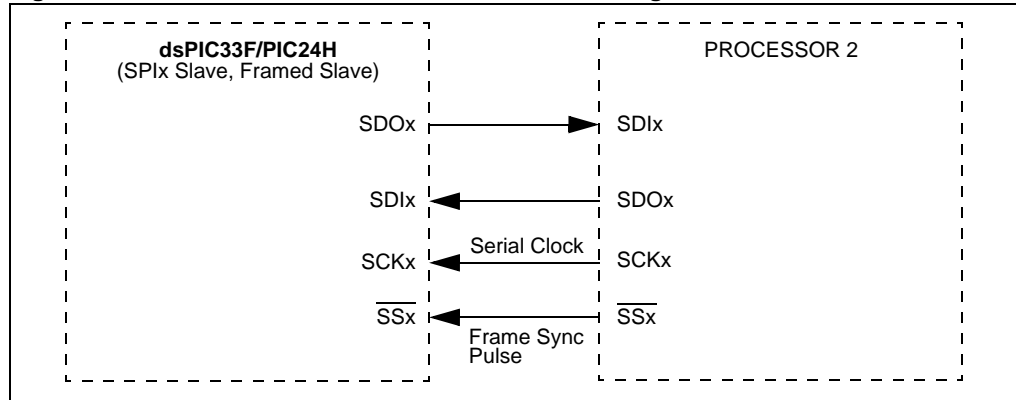 dsPIC33F/PIC24H
(SPIx Slave, Framed Slave)
PROCESSOR 2
SDOx
SDIx
SDIx
SDOx
Serial Clock
SCKx
SCKx
SSx
SSx
Frame Sync
Pulse